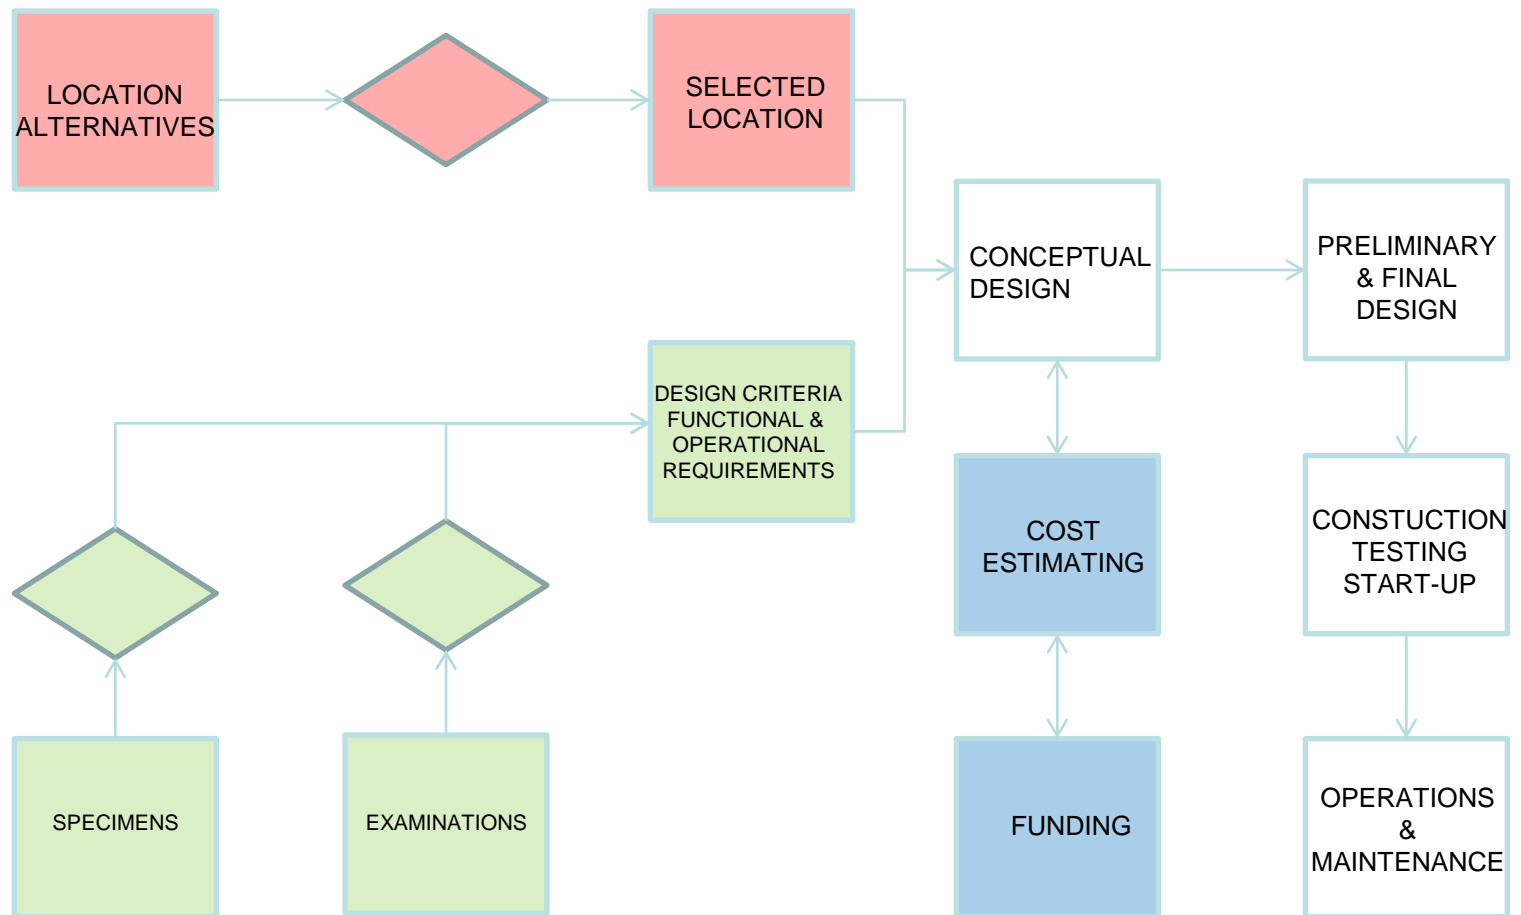 LOCATION
ALTERNATIVES
SELECTED
LOCATION
CONCEPTUAL
DESIGN
PRELIMINARY
& FINAL
DESIGN
DESIGN CRITERIA
FUNCTIONAL &
OPERATIONAL
REQUIREMENTS
COST
ESTIMATING
CONSTUCTION
TESTING
START-UP
SPECIMENS
EXAMINATIONS
FUNDING
OPERATIONS
&
MAINTENANCE